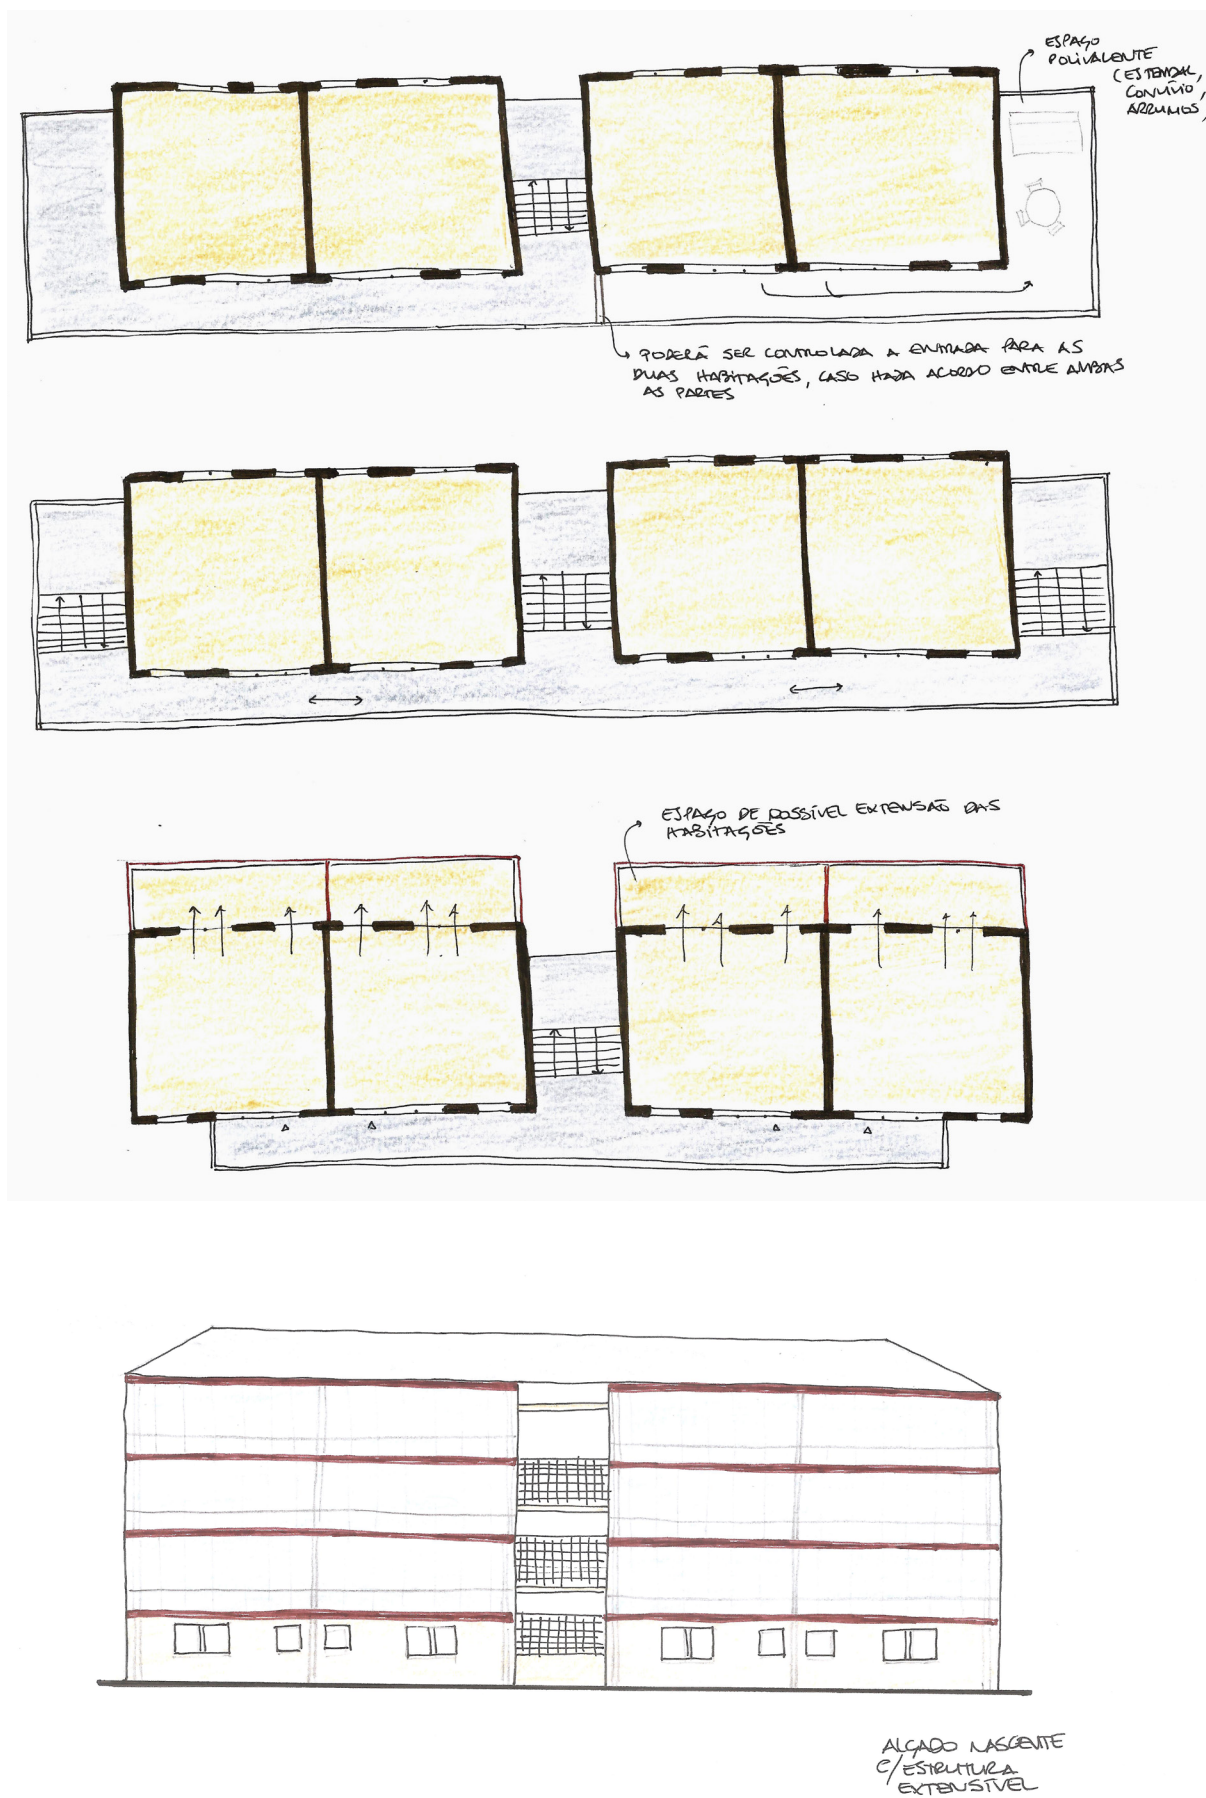 ESPAÇO
POLIVALENTE
(ESTENDAL,
CONVÍVIO,
ARRUMOS,
PODERÁ SER CONTROLADA A ENTRADA PARA AS
DUAS HABITAÇÕES, CASO HAJA ACORDO ENTRE AMBAS
AS PARTES
ESPAÇO DE POSSÍVEL EXTENSÃO DAS
HABITAÇÕES
ALÇADO NASCENTE
C/ESTRUTURA
EXTENSÍVEL